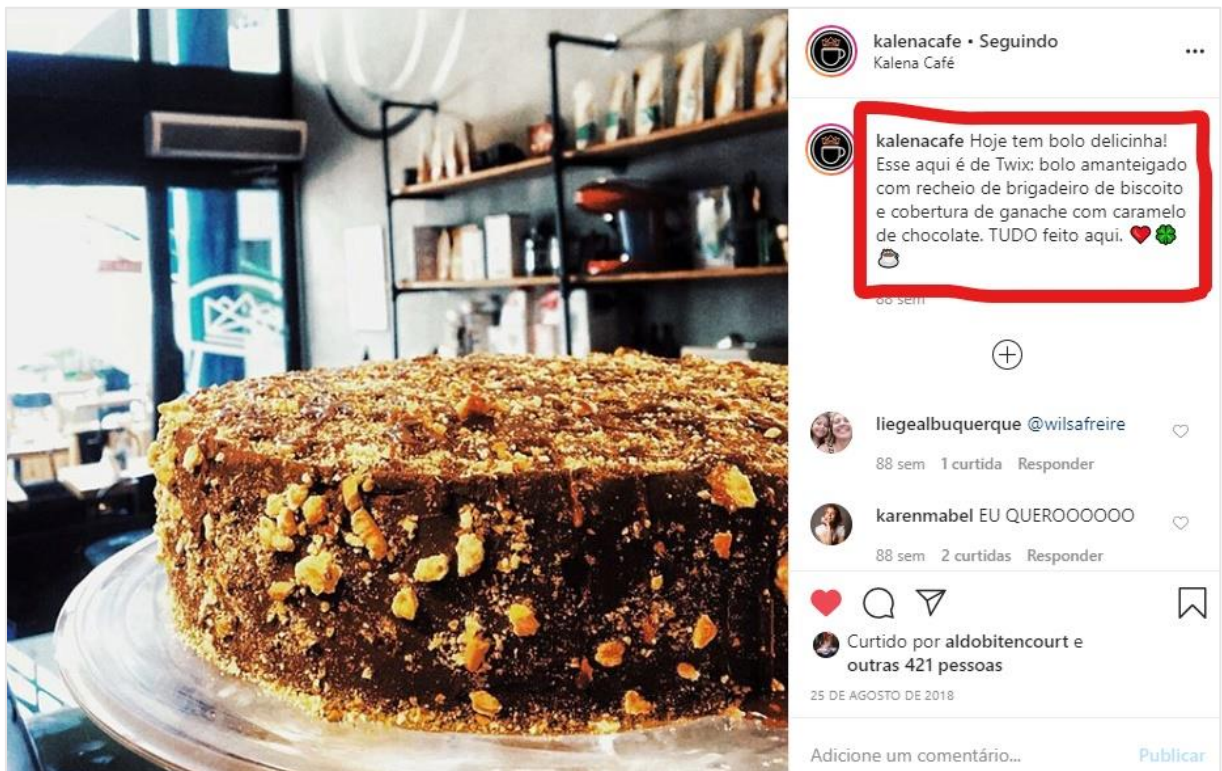 kalenacafe • Seguindo
Kalena Café
kalenacafe Hoje tem bolo delicinha!
Esse aqui é de Twix: bolo amanteigado
com recheio de brigadeiro de biscoito
e cobertura de ganache com caramelo
de chocolate. TUDO feito aqui. ❤️🍀
☕
88 sem
liegealbuquerque @wilsafreire
88 sem 1 curtida Responder
karenmabel EU QUEROOOOOO
88 sem 2 curtidas Responder
Curtido por aldobitencourt e
outras 421 pessoas
25 DE AGOSTO DE 2018
Adicione um comentário... Publicar